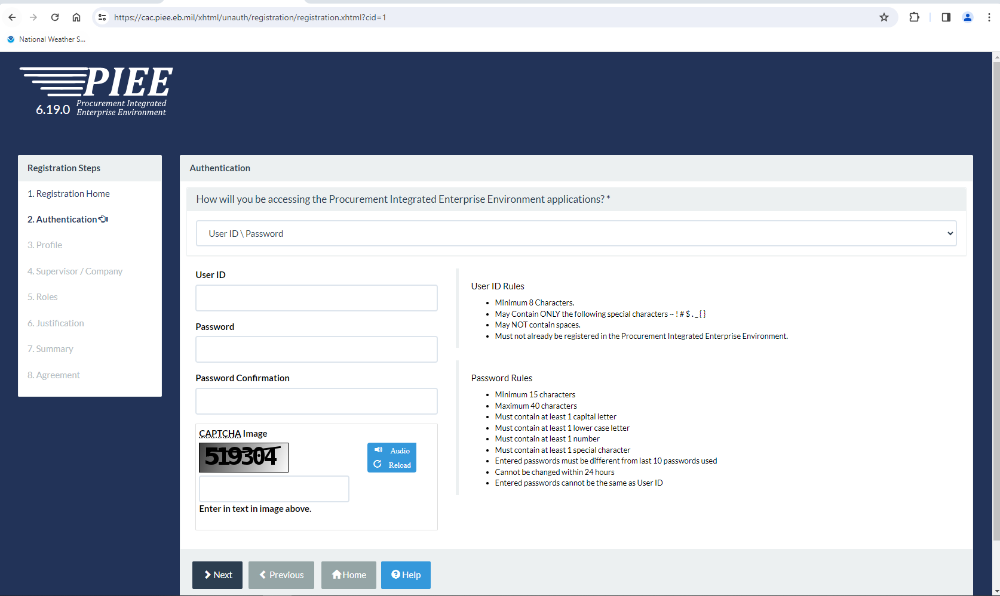 https://cac.piee.eb.mil/xhtml/unauth/registration/registration.xhtml?cid=1
National Weather S...
PIEE
6.19.0 Procurement Integrated
Enterprise Environment
Registration Steps
1. Registration Home
2. Authentication
3. Profile
4. Supervisor / Company
5. Roles
6. Justification
7. Summary
8. Agreement
Authentication
How will you be accessing the Procurement Integrated Enterprise Environment applications? *
User ID \ Password
User ID
Password
Password Confirmation
CAPTCHA Image
519304
Audio
Reload
Enter in text in image above.
User ID Rules
Minimum 8 Characters.
May Contain ONLY the following special characters ~ ! # $ . _ { }
May NOT contain spaces.
Must not already be registered in the Procurement Integrated Enterprise Environment.
Password Rules
Minimum 15 characters
Maximum 40 characters
Must contain at least 1 capital letter
Must contain at least 1 lower case letter
Must contain at least 1 number
Must contain at least 1 special character
Entered passwords must be different from last 10 passwords used
Cannot be changed within 24 hours
Entered passwords cannot be the same as User ID
Next
Previous
Home
Help